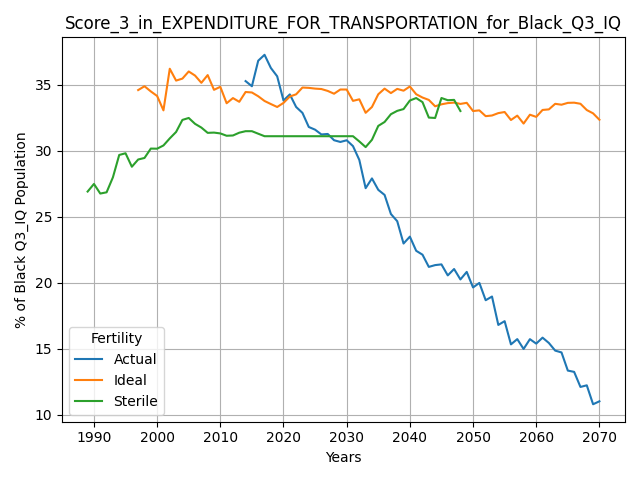 Score_3_in_EXPENDITURE_FOR_TRANSPORTATION_for_Black_Q3_IQ
% of Black Q3_IQ Population
35
30
25
20
15
10
Fertility
Actual
Ideal
Sterile
1990 2000 2010 2020 2030 2040 2050 2060 2070
Years